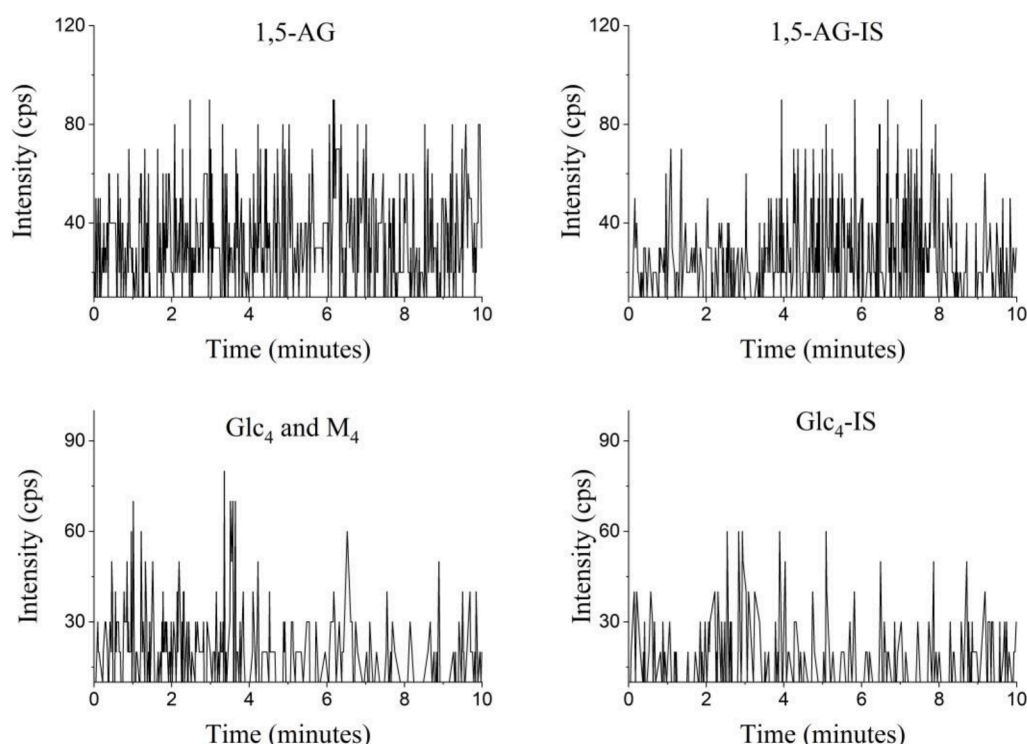 1,5-AG
Intensity (cps)
120
80
40
0 2 4 6 8 10
Time (minutes)
1,5-AG-IS
Intensity (cps)
120
80
40
0 2 4 6 8 10
Time (minutes)
Glc₄ and M₄
Intensity (cps)
90
60
30
0 2 4 6 8 10
Time (minutes)
Glc₄-IS
Intensity (cps)
90
60
30
0 2 4 6 8 10
Time (minutes)